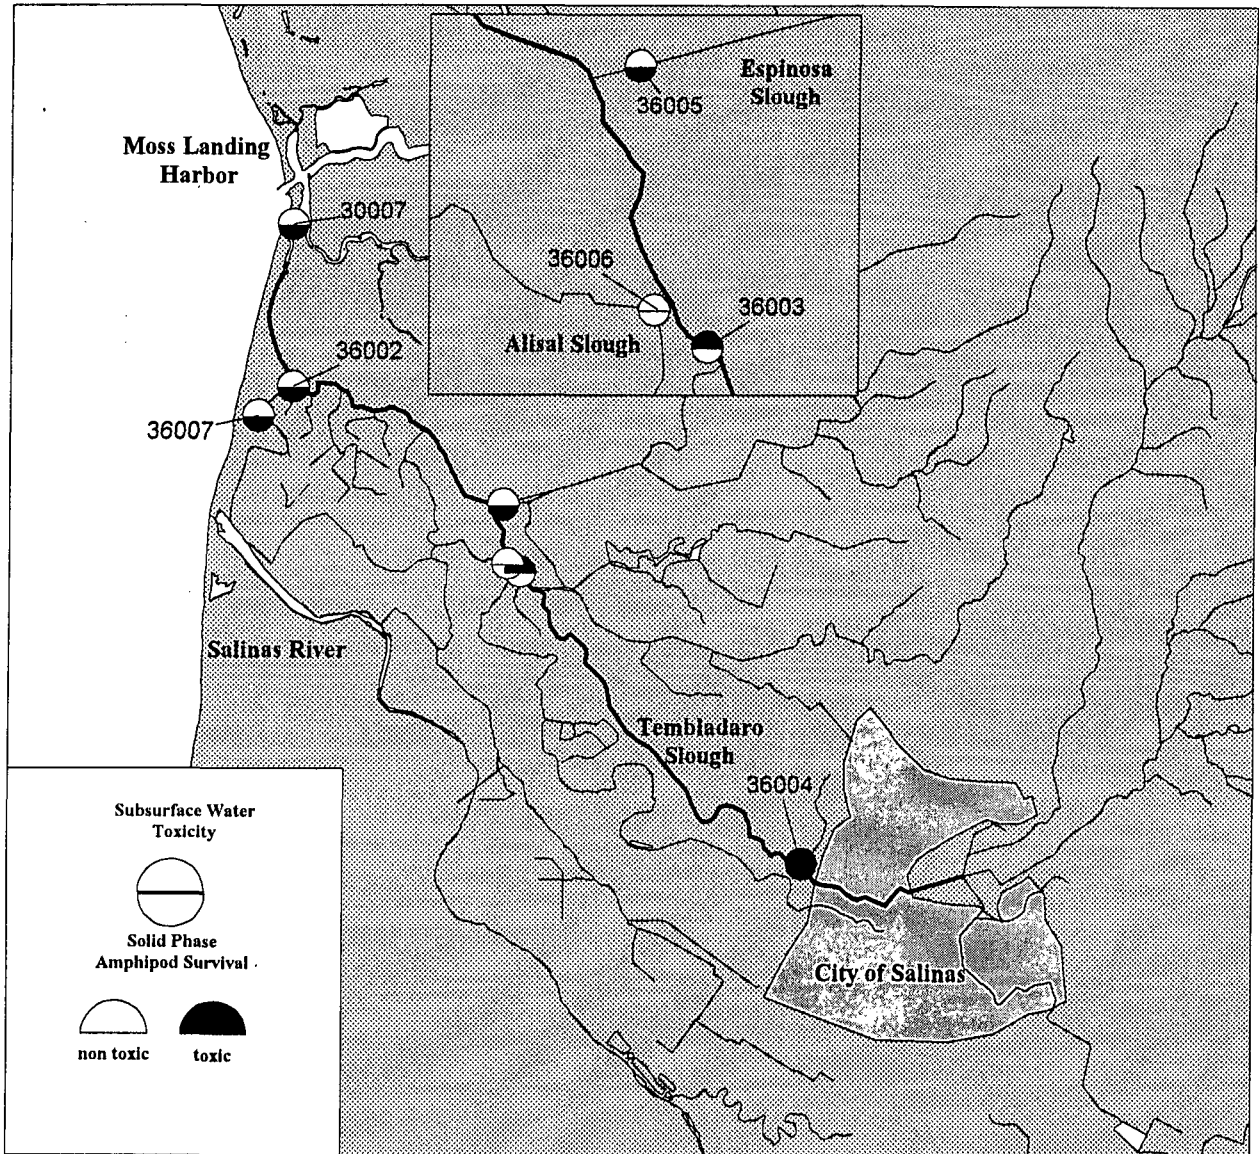 Espinosa
Slough
36005
Moss Landing
Harbor
30007
36006
36003
Alisal Slough
36002
36007
Salinas River
Tembladaro
Slough
36004
City of Salinas
Subsurface Water
Toxicity
Solid Phase
Amphipod Survival
non toxic
toxic